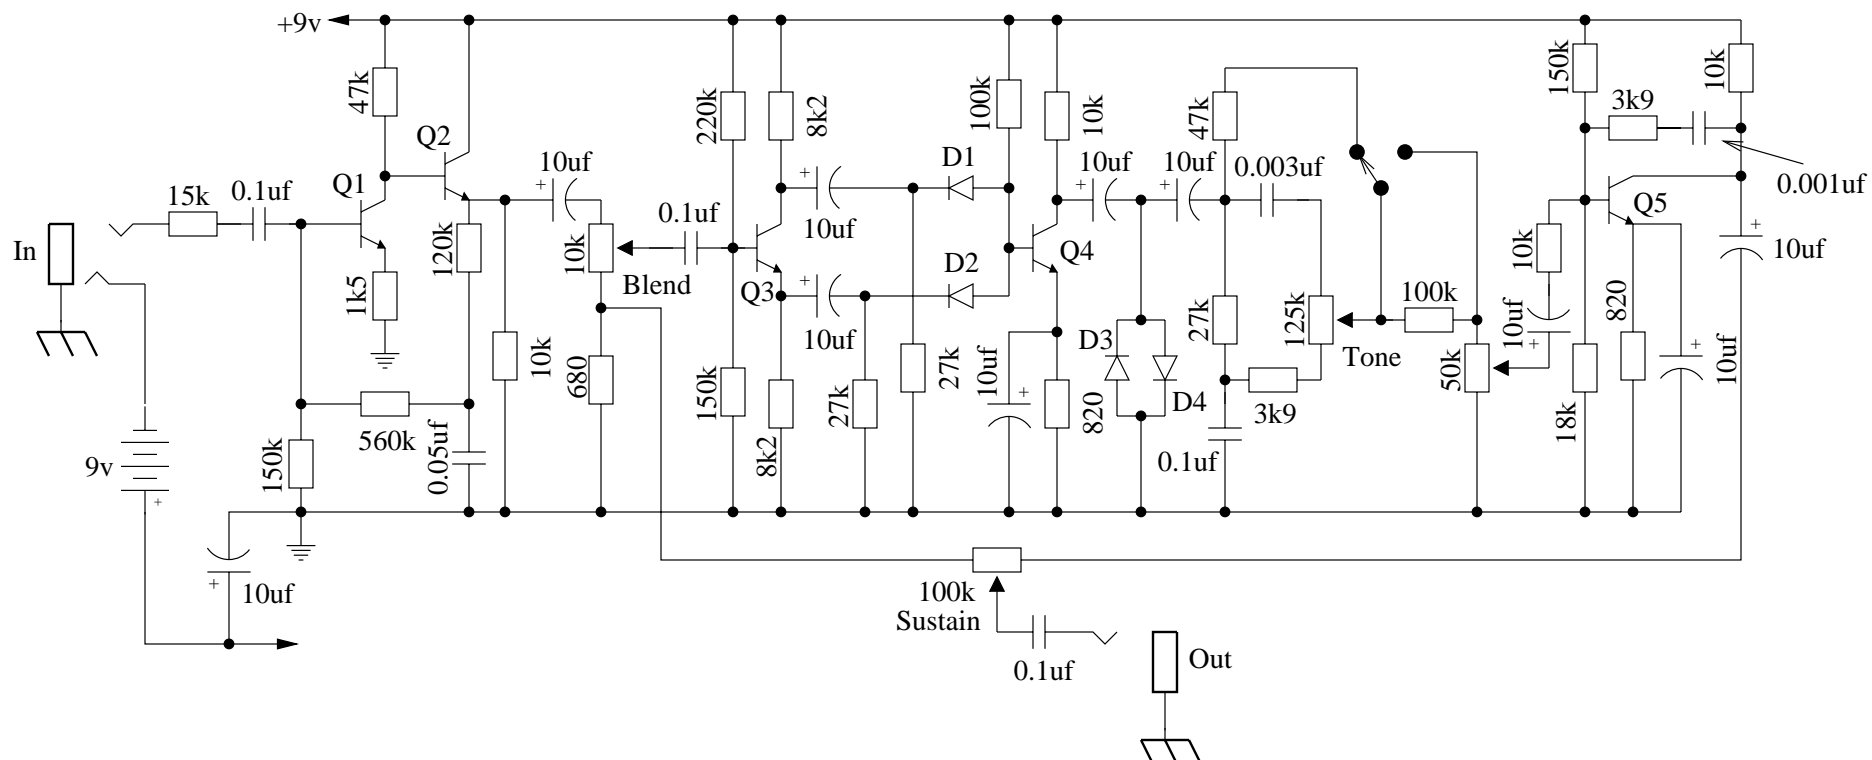 +9v
47k
Q2
10uf
Q1
0.1uf
15k
In
1k5
120k
10k
Blend
10k
680
560k
0.05uf
150k
9v
10uf
220k
8k2
0.1uf
Q3
10uf
10uf
150k
8k2
27k
27k
D1
D2
100k
10k
Q4
10uf
820
10uf
10uf
D3
D4
47k
0.003uf
27k
125k
Tone
3k9
0.1uf
100k
50k
10uf
10k
150k
3k9
10k
0.001uf
Q5
10uf
820
18k
10uf
100k
Sustain
0.1uf
Out
+
+
+
+
+
+
+
+
+
+
+